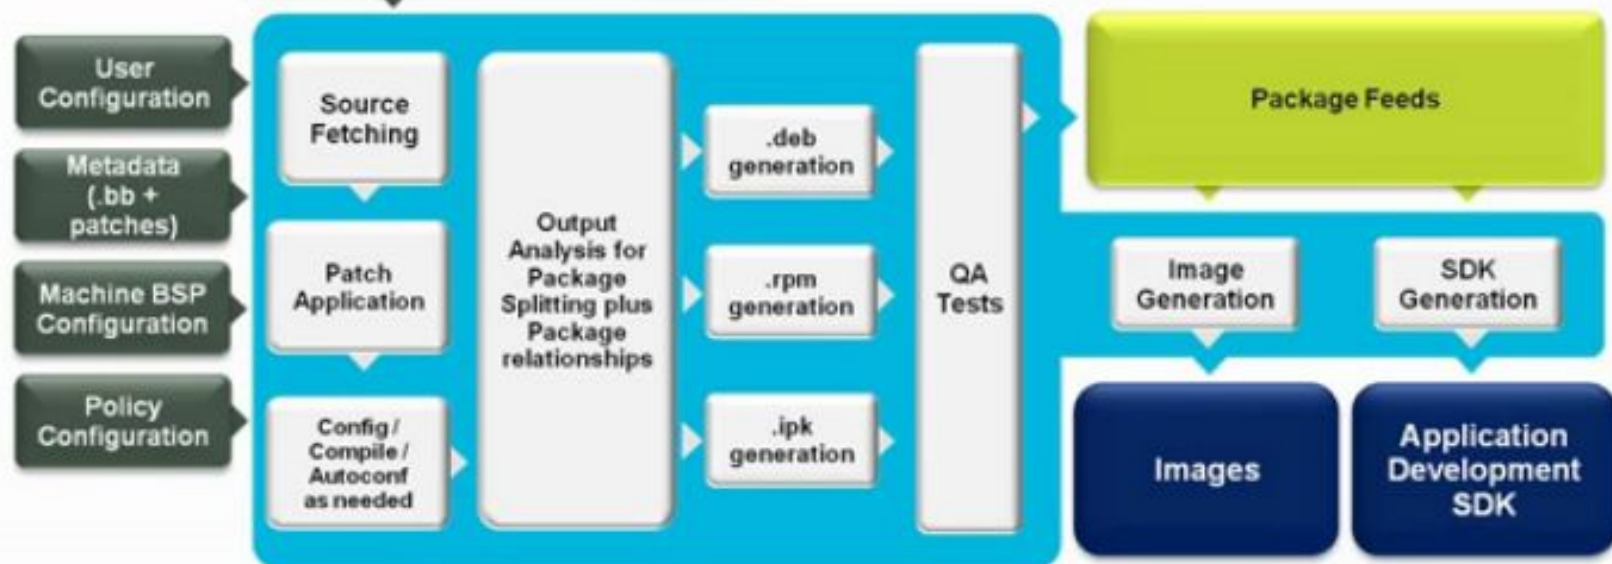 User
Configuration
Metadata
(.bb +
patches)
Machine BSP
Configuration
Policy
Configuration
Source
Fetching
Patch
Application
Config /
Compile /
Autoconf
as needed
Output
Analysis for
Package
Splitting plus
Package
relationships
.deb
generation
.rpm
generation
.ipk
generation
QA
Tests
Package Feeds
Image
Generation
SDK
Generation
Images
Application
Development
SDK